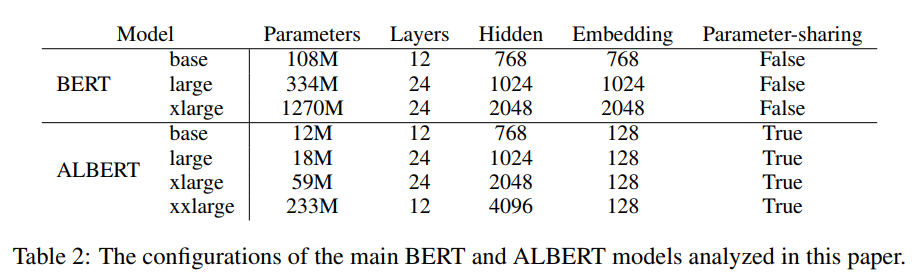 Model Parameters Layers Hidden Embedding Parameter-sharing
base 108M 12 768 768 False
BERT large 334M 24 1024 1024 False
xlarge 1270M 24 2048 2048 False
base 12M 12 768 128 True
large 18M 24 1024 128 True
ALBERT
xlarge 59M 24 2048 128 True
xxlarge 233M 12 4096 128 True
Table 2: The configurations of the main BERT and ALBERT models analyzed in this paper.